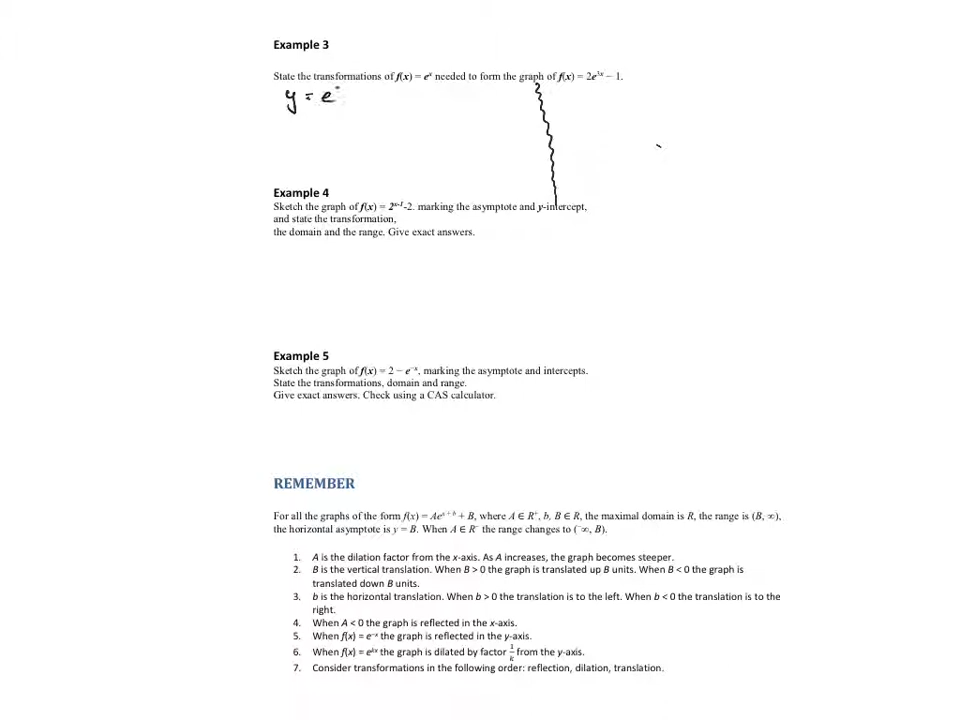 Example 3
State the transformations of f(x) = eˣ needed to form the graph of f(x) = 2e³ˣ − 1.
y = eˣ
Example 4
Sketch the graph of f(x) = 2ˣ⁻¹-2. marking the asymptote and y-intercept,
and state the transformation,
the domain and the range. Give exact answers.
Example 5
Sketch the graph of f(x) = 2 − e⁻ˣ, marking the asymptote and intercepts.
State the transformations, domain and range.
Give exact answers. Check using a CAS calculator.
REMEMBER
For all the graphs of the form f(x) = Aeˣ⁺ᵇ + B, where A ∈ R⁺, b, B ∈ R, the maximal domain is R, the range is (B, ∞),
the horizontal asymptote is y = B. When A ∈ R⁻ the range changes to (⁻∞, B).
1. A is the dilation factor from the x-axis. As A increases, the graph becomes steeper.
2. B is the vertical translation. When B > 0 the graph is translated up B units. When B < 0 the graph is
translated down B units.
3. b is the horizontal translation. When b > 0 the translation is to the left. When b < 0 the translation is to the
right.
4. When A < 0 the graph is reflected in the x-axis.
5. When f(x) = e⁻ˣ the graph is reflected in the y-axis.
6. When f(x) = eᵏˣ the graph is dilated by factor 1/k from the y-axis.
7. Consider transformations in the following order: reflection, dilation, translation.